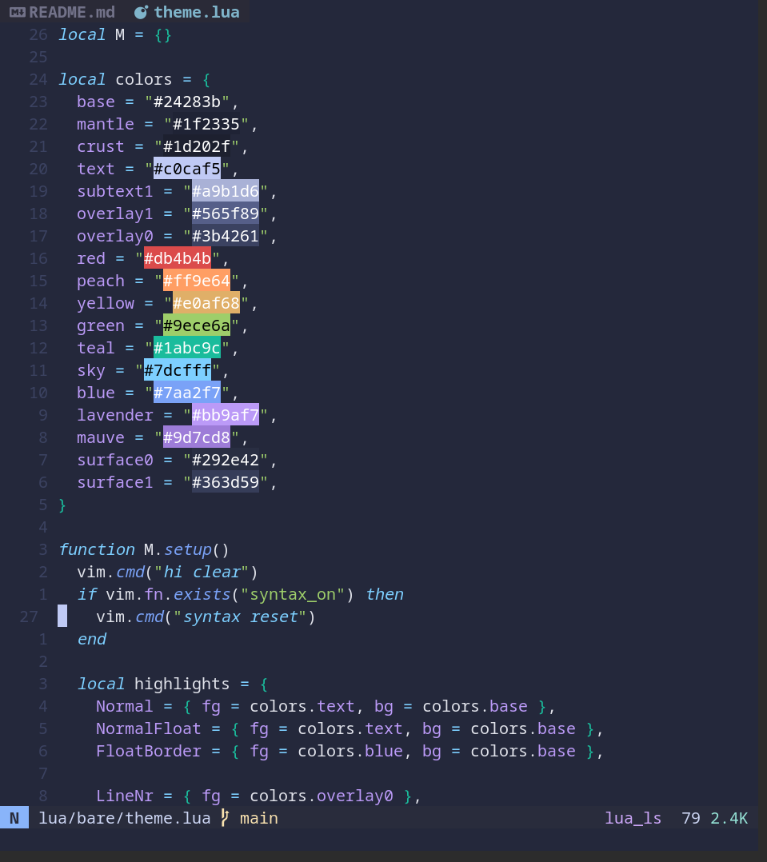 README.md theme.lua
26 local M = {}
25
24 local colors = {
23 base = "#24283b",
22 mantle = "#1f2335",
21 crust = "#1d202f",
20 text = "#c0caf5",
19 subtext1 = "#a9b1d6",
18 overlay1 = "#565f89",
17 overlay0 = "#3b4261",
16 red = "#db4b4b",
15 peach = "#ff9e64",
14 yellow = "#e0af68",
13 green = "#9ece6a",
12 teal = "#1abc9c",
11 sky = "#7dcfff",
10 blue = "#7aa2f7",
9 lavender = "#bb9af7",
8 mauve = "#9d7cd8",
7 surface0 = "#292e42",
6 surface1 = "#363d59",
5 }
4
3 function M.setup()
2 vim.cmd("hi clear")
1 if vim.fn.exists("syntax_on") then
27 vim.cmd("syntax reset")
1 end
2
3 local highlights = {
4 Normal = { fg = colors.text, bg = colors.base },
5 NormalFloat = { fg = colors.text, bg = colors.base },
6 FloatBorder = { fg = colors.blue, bg = colors.base },
7
8 LineNr = { fg = colors.overlay0 },
N lua/bare/theme.lua main lua_ls 79 2.4K